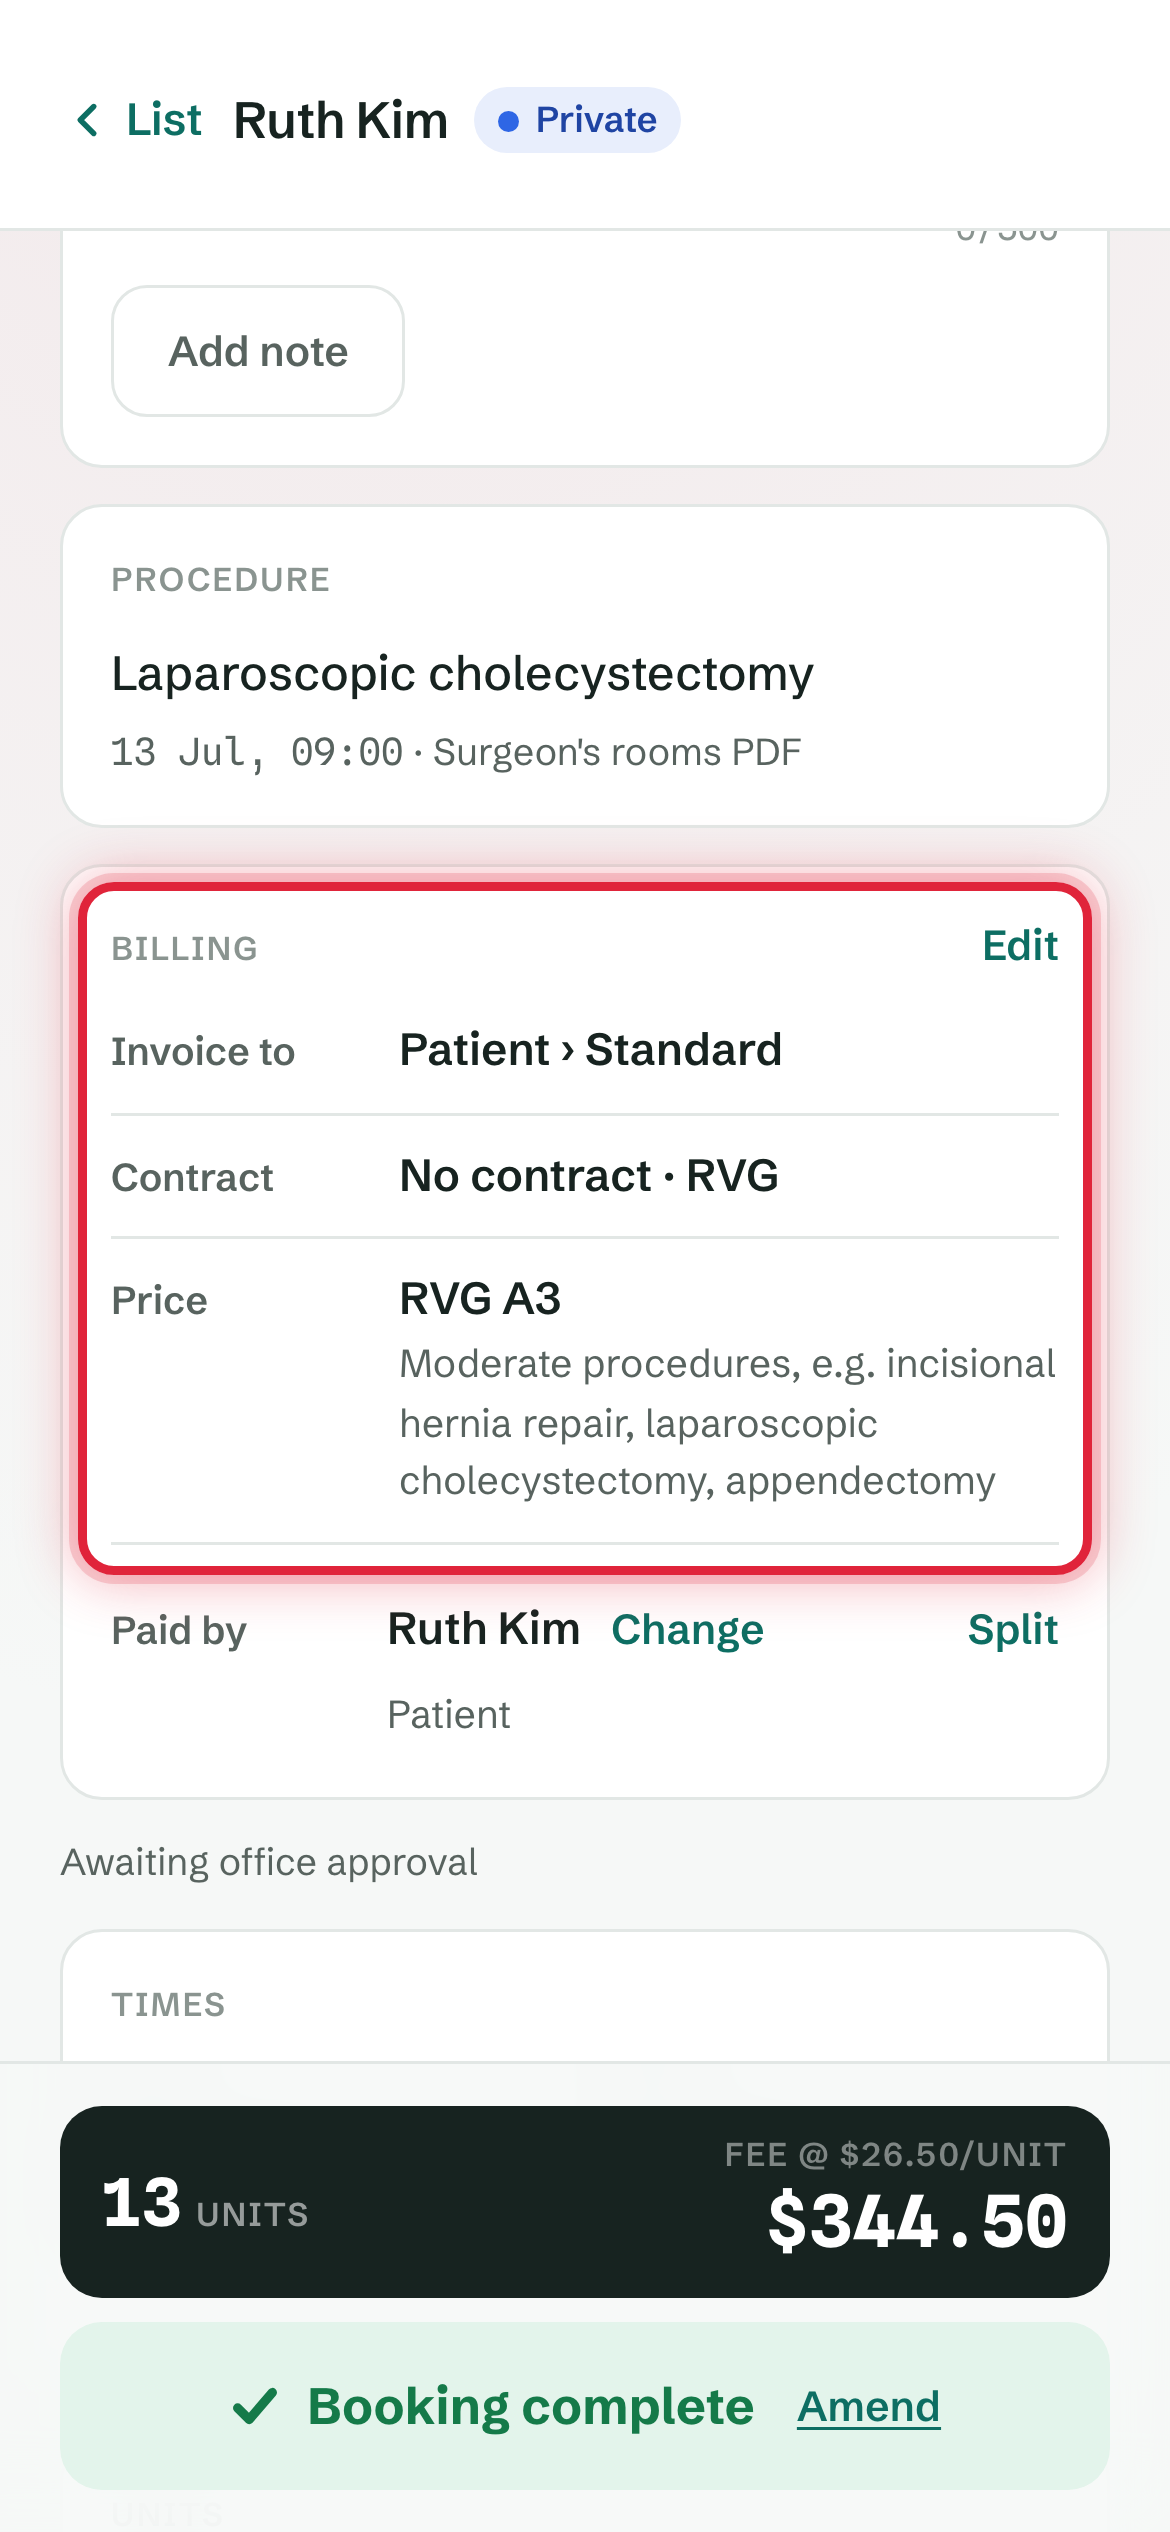 List Ruth Kim Private
0/500
Add note
PROCEDURE
Laparoscopic cholecystectomy
13 Jul, 09:00 · Surgeon's rooms PDF
BILLING Edit
Invoice to Patient › Standard
Contract No contract · RVG
Price RVG A3
Moderate procedures, e.g. incisional
hernia repair, laparoscopic
cholecystectomy, appendectomy
Paid by Ruth Kim Change Split
Patient
Awaiting office approval
TIMES
FEE @ $26.50/UNIT
13 UNITS $344.50
Booking complete Amend
UNITS